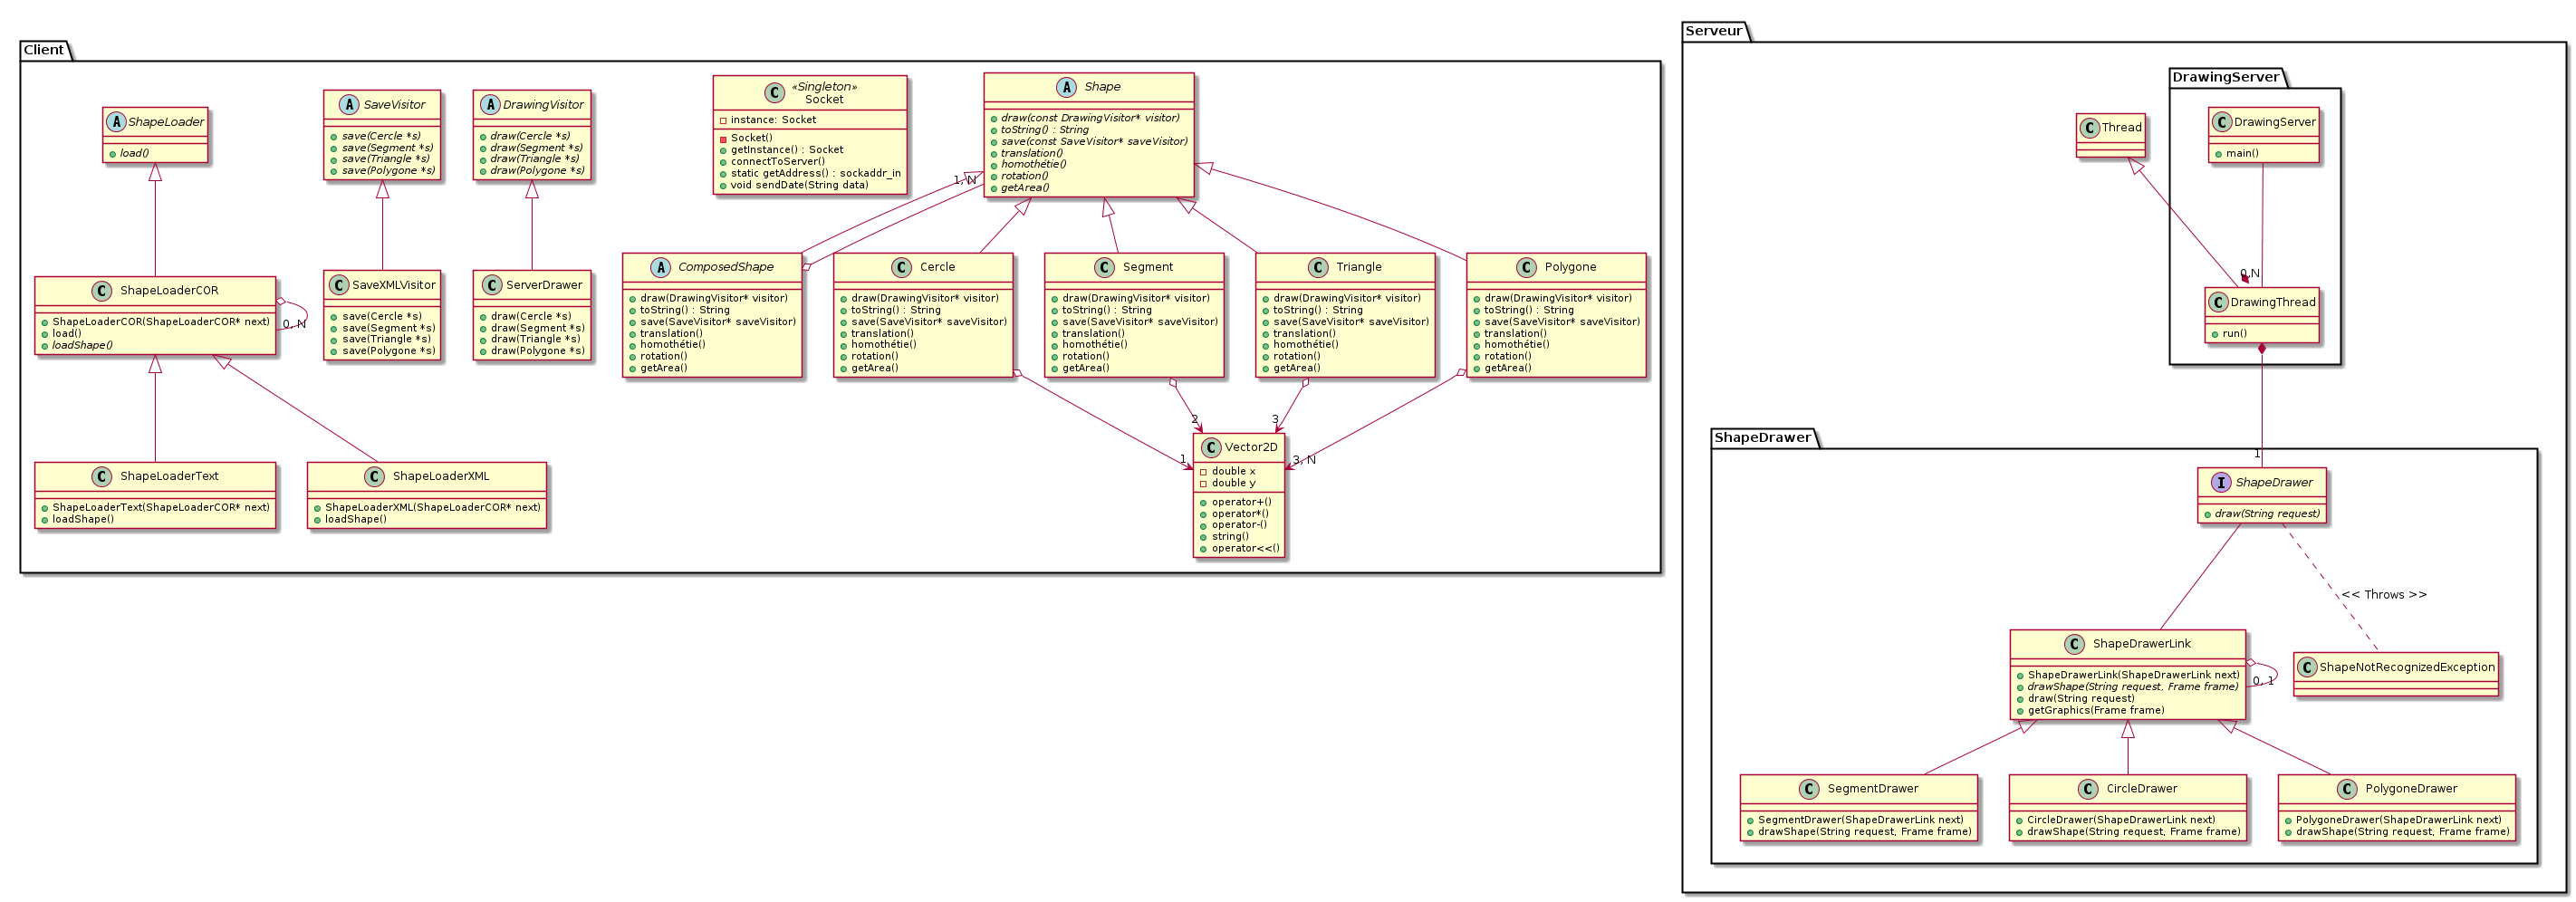 Client
A ShapeLoader
load()
A SaveVisitor
save(Cercle *s)
save(Segment *s)
save(Triangle *s)
save(Polygone *s)
A DrawingVisitor
draw(Cercle *s)
draw(Segment *s)
draw(Triangle *s)
draw(Polygone *s)
C «Singleton»
Socket
instance: Socket
Socket()
getInstance() : Socket
connectToServer()
static getAddress() : sockaddr_in
void sendDate(String data)
A Shape
draw(const DrawingVisitor* visitor)
toString() : String
save(const SaveVisitor* saveVisitor)
translation()
homothétie()
rotation()
getArea()
1, N
C ShapeLoaderCOR
ShapeLoaderCOR(ShapeLoaderCOR* next)
load()
loadShape()
0, N
C SaveXMLVisitor
save(Cercle *s)
save(Segment *s)
save(Triangle *s)
save(Polygone *s)
C ServerDrawer
draw(Cercle *s)
draw(Segment *s)
draw(Triangle *s)
draw(Polygone *s)
A ComposedShape
draw(DrawingVisitor* visitor)
toString() : String
save(SaveVisitor* saveVisitor)
translation()
homothétie()
rotation()
getArea()
C Cercle
draw(DrawingVisitor* visitor)
toString() : String
save(SaveVisitor* saveVisitor)
translation()
homothétie()
rotation()
getArea()
C Segment
draw(DrawingVisitor* visitor)
toString() : String
save(SaveVisitor* saveVisitor)
translation()
homothétie()
rotation()
getArea()
C Triangle
draw(DrawingVisitor* visitor)
toString() : String
save(SaveVisitor* saveVisitor)
translation()
homothétie()
rotation()
getArea()
C Polygone
draw(DrawingVisitor* visitor)
toString() : String
save(SaveVisitor* saveVisitor)
translation()
homothétie()
rotation()
getArea()
C ShapeLoaderText
ShapeLoaderText(ShapeLoaderCOR* next)
loadShape()
C ShapeLoaderXML
ShapeLoaderXML(ShapeLoaderCOR* next)
loadShape()
1
2
3
3, N
C Vector2D
double x
double y
operator+()
operator*()
operator-()
string()
operator<<()
Serveur
DrawingServer
C Thread
C DrawingServer
main()
0,N
C DrawingThread
run()
ShapeDrawer
1
I ShapeDrawer
draw(String request)
<< Throws >>
C ShapeDrawerLink
ShapeDrawerLink(ShapeDrawerLink next)
drawShape(String request, Frame frame)
draw(String request)
getGraphics(Frame frame)
0, 1
C ShapeNotRecognizedException
C SegmentDrawer
SegmentDrawer(ShapeDrawerLink next)
drawShape(String request, Frame frame)
C CircleDrawer
CircleDrawer(ShapeDrawerLink next)
drawShape(String request, Frame frame)
C PolygoneDrawer
PolygoneDrawer(ShapeDrawerLink next)
drawShape(String request, Frame frame)